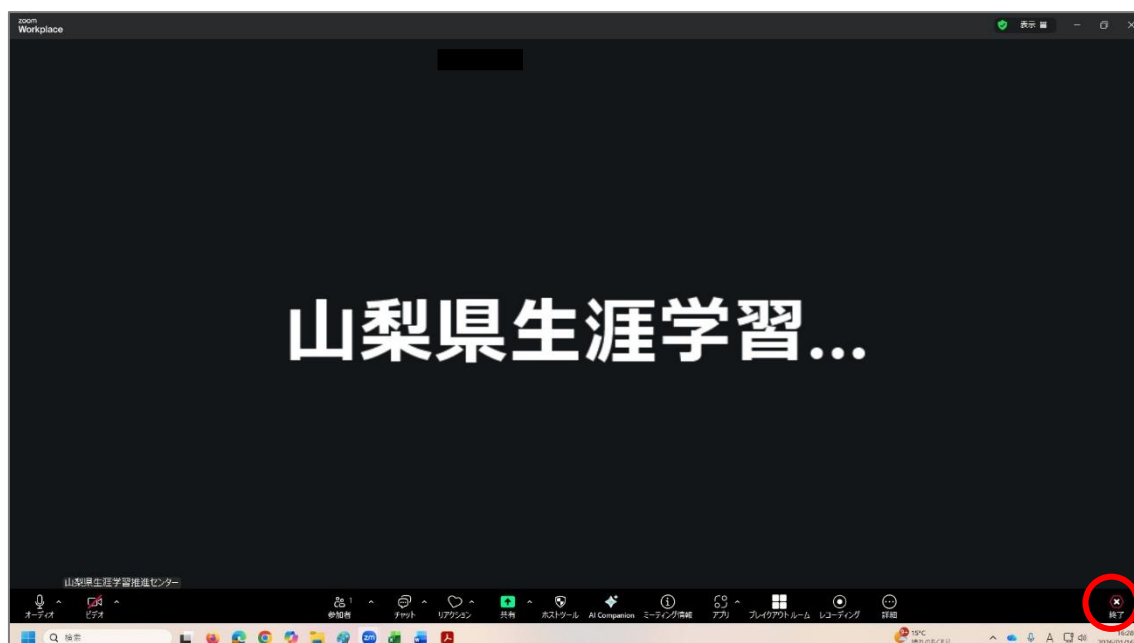 zoom
Workplace
表示
山梨県生涯学習...
山梨県生涯学習推進センター
オーディオ
ビデオ
1
参加者
チャット
リアクション
共有
ホストツール
AI Companion
ミーティング情報
アプリ
ブレイクアウトルーム
レコーディング
詳細
終了
検索
zm
15°C
A
16:28